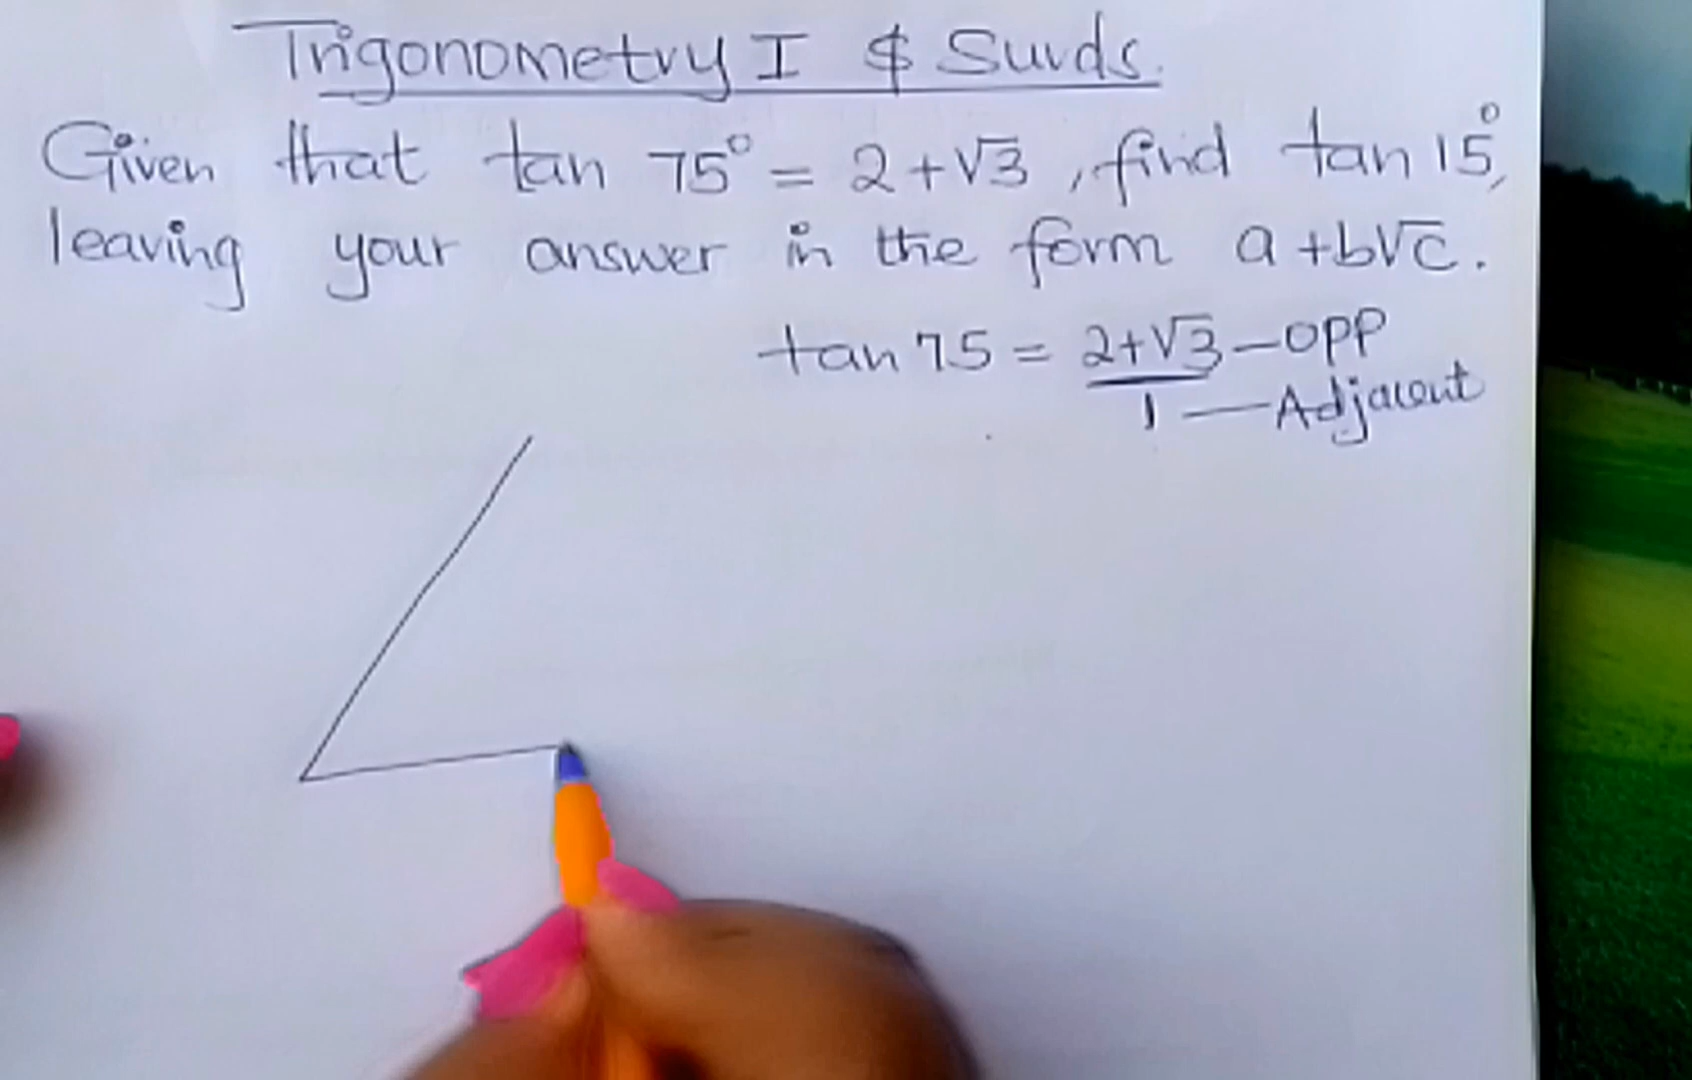 Trigonometry I $ Surds.
Given that tan 75° = 2+√3, find tan 15°,
leaving your answer in the form a+b√c.
tan 75 = 2+√3 — opp
1 — Adjacent